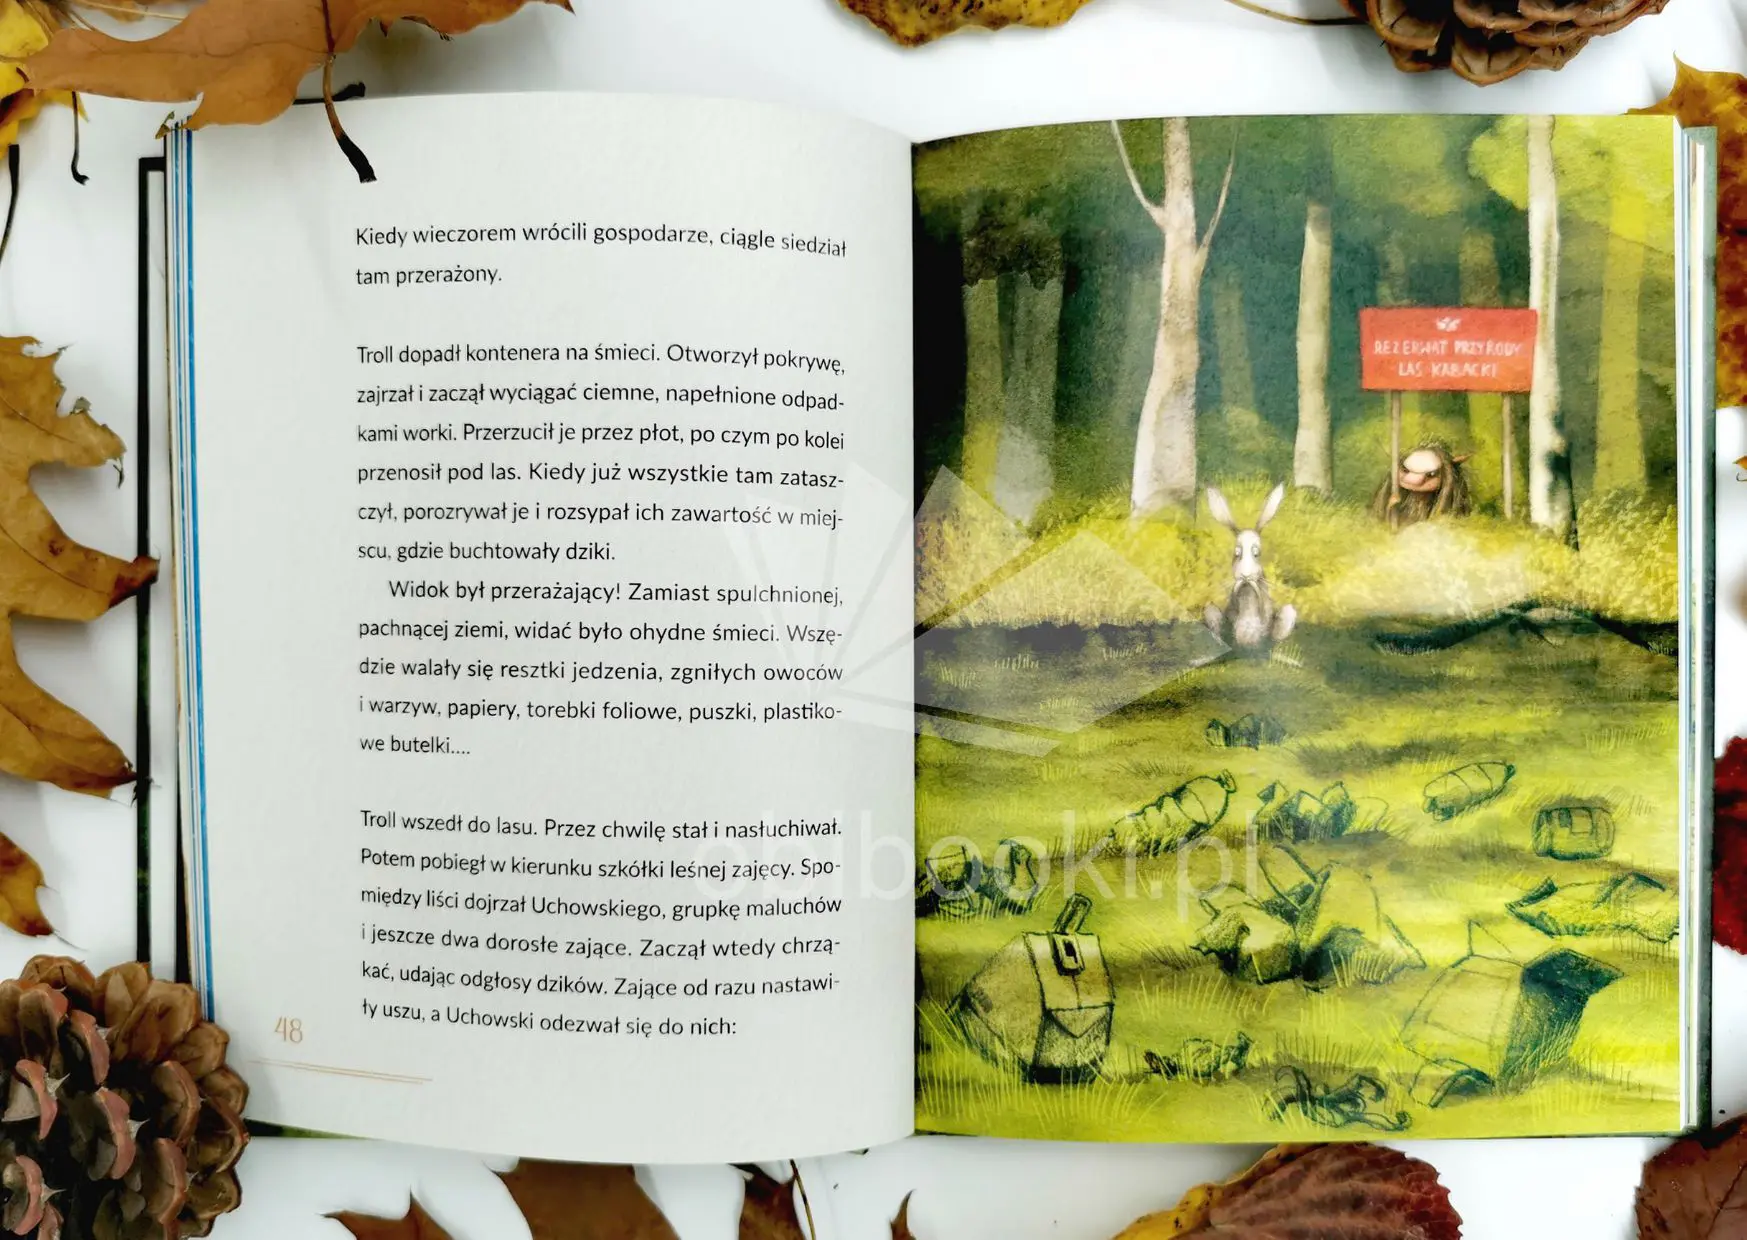 Kiedy wieczorem wrócili gospodarze, ciągle siedział
tam przerażony.
Troll dopadł kontenera na śmieci. Otworzył pokrywę,
zajrzał i zaczął wyciągać ciemne, napełnione odpad-
kami worki. Przerzucił je przez płot, po czym po kolei
przenosił pod las. Kiedy już wszystkie tam zatasz-
czył, porozrywał je i rozsypał ich zawartość w miej-
scu, gdzie buchtowały dziki.
Widok był przerażający! Zamiast spulchnionej,
pachnącej ziemi, widać było ohydne śmieci. Wszę-
dzie walały się resztki jedzenia, zgniłych owoców
i warzyw, papiery, torebki foliowe, puszki, plastiko-
we butelki....
Troll wszedł do lasu. Przez chwilę stał i nasłuchiwał.
Potem pobiegł w kierunku szkółki leśnej zajęcy. Spo-
między liści dojrzał Uchowskiego, grupkę maluchów
i jeszcze dwa dorosłe zające. Zaczął wtedy chrzą-
kać, udając odgłosy dzików. Zające od razu nastawi-
ły uszu, a Uchowski odezwał się do nich:
48
REZERWAT PRZYRODY
LAS KABACKI
obibooki.pl